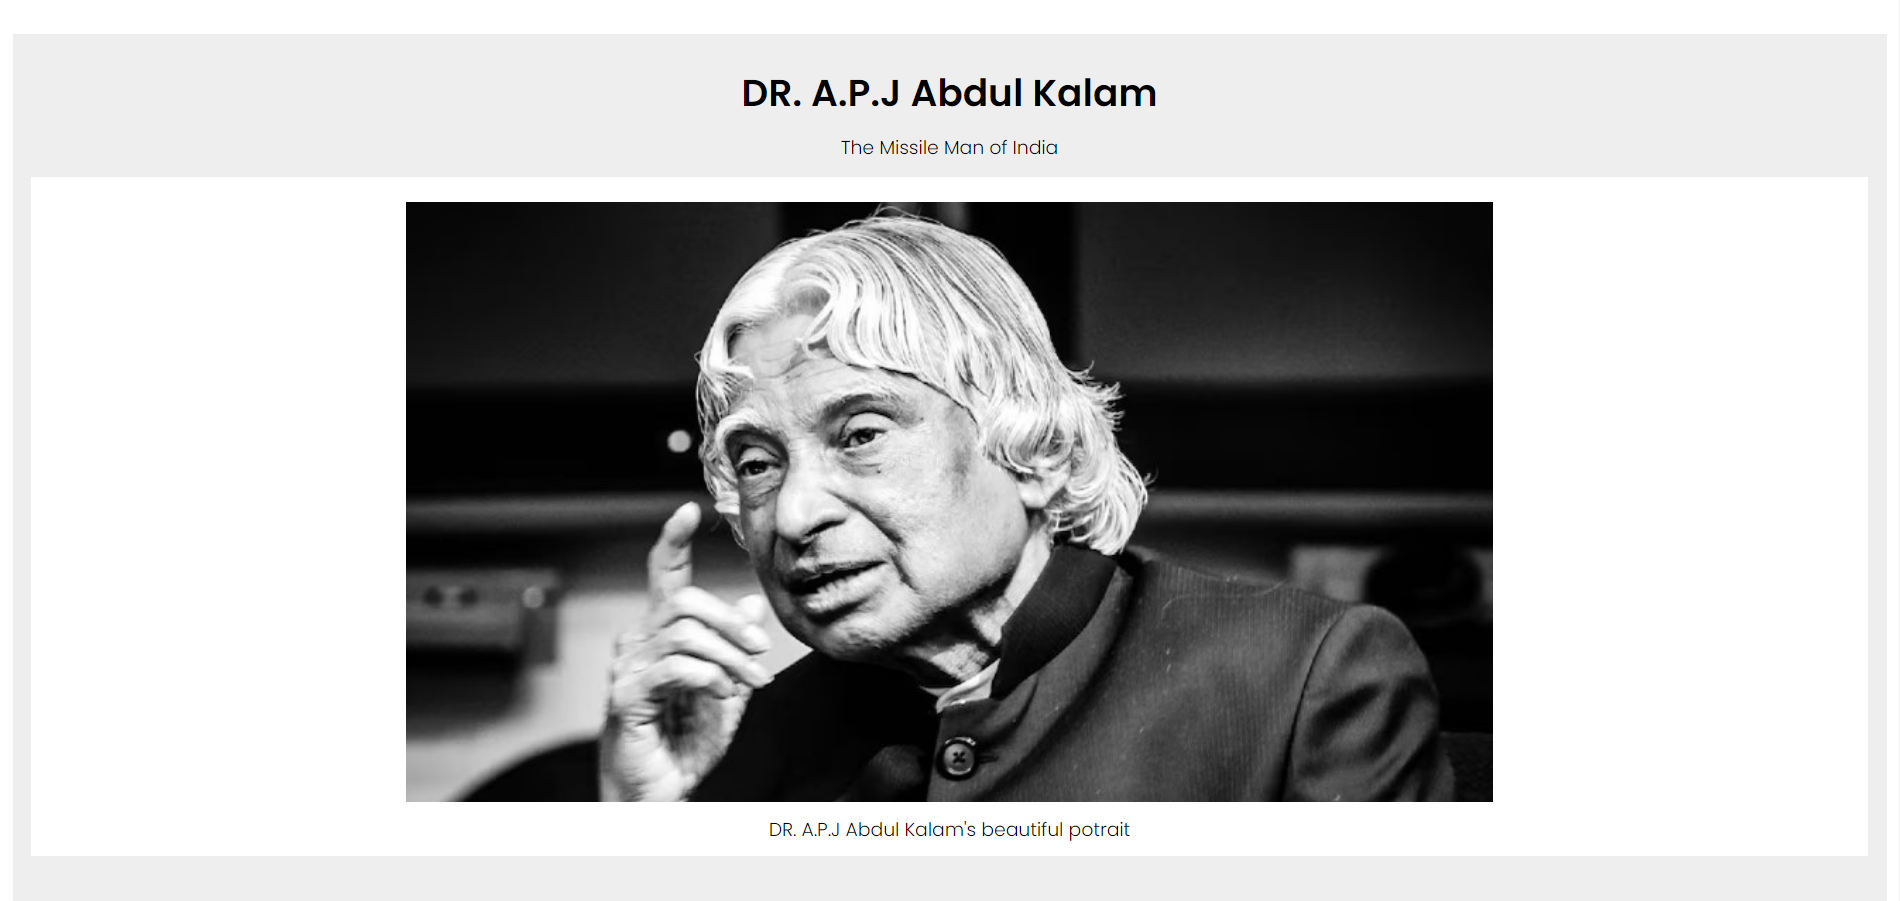 DR. A.P.J Abdul Kalam
The Missile Man of India
DR. A.P.J Abdul Kalam's beautiful potrait